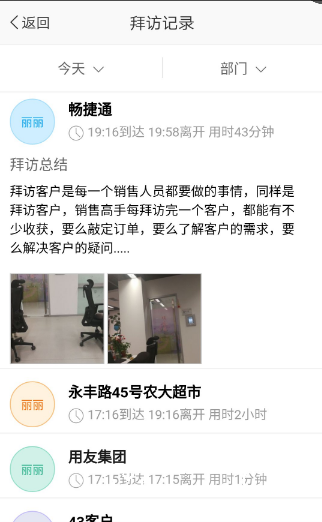 返回 拜访记录
今天 部门
丽丽 畅捷通
19:16到达 19:58离开 用时43分钟
拜访总结
拜访客户是每一个销售人员都要做的事情，同样是
拜访客户，销售高手每拜访完一个客户，都能有不
少收获，要么敲定订单，要么了解客户的需求，要
么解决客户的疑问.....
丽丽 永丰路45号农大超市
17:16到达 19:16离开 用时2小时
丽丽 用友集团
17:15到达 17:15离开 用时1分钟
43客户